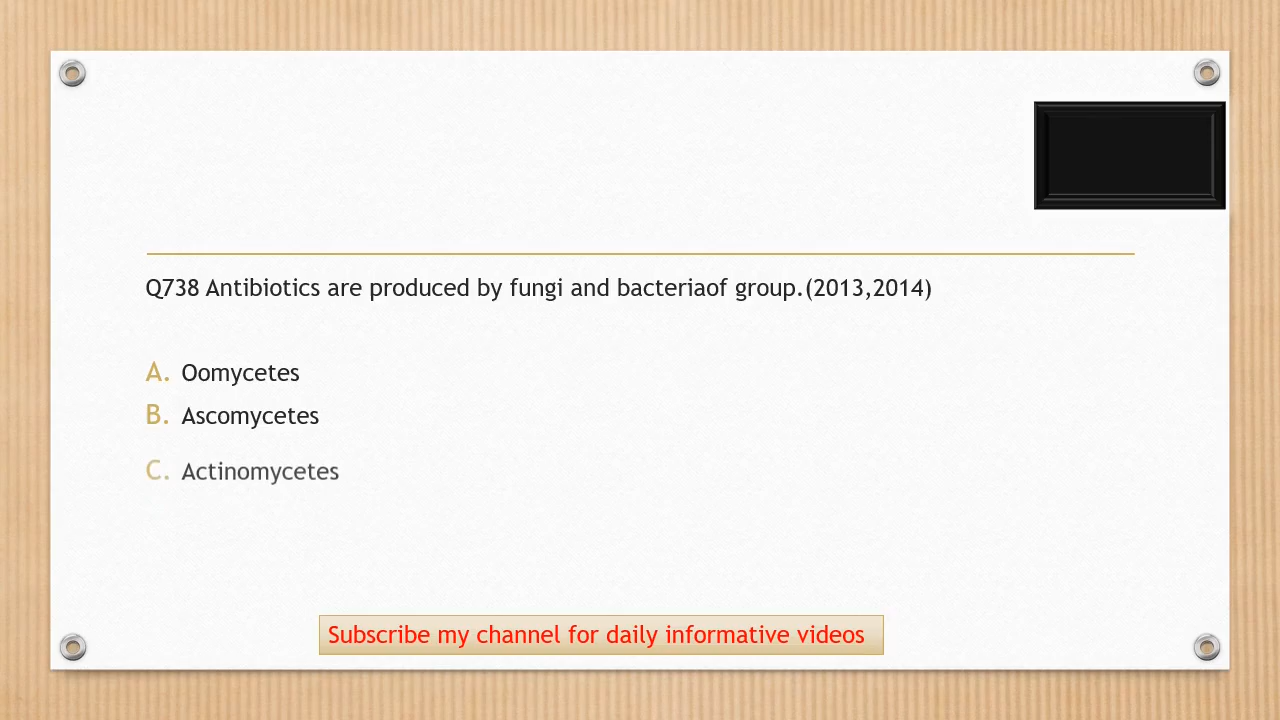 Q738 Antibiotics are produced by fungi and bacteriaof group.(2013,2014)
A. Oomycetes
B. Ascomycetes
C. Actinomycetes
Subscribe my channel for daily informative videos